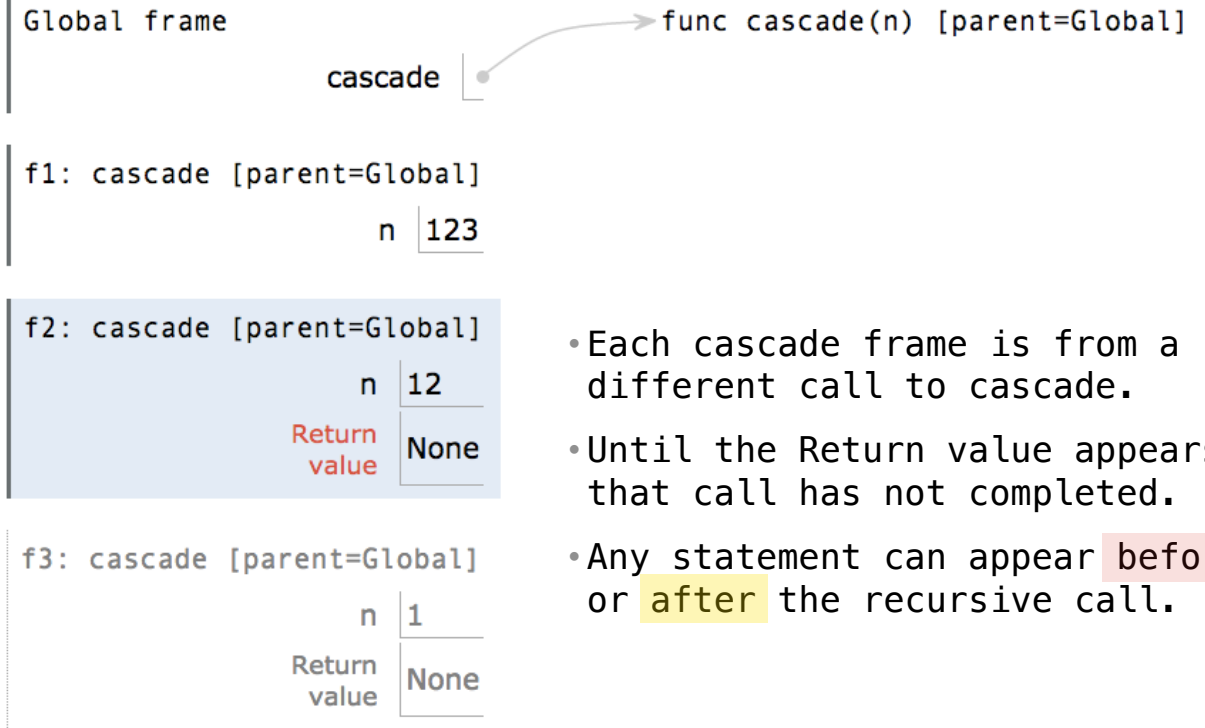 Global frame
func cascade(n) [parent=Global]
cascade
f1: cascade [parent=Global]
n 123
f2: cascade [parent=Global]
n 12
Return
value None
f3: cascade [parent=Global]
n 1
Return
value None
•Each cascade frame is from a
different call to cascade.
•Until the Return value appears
that call has not completed.
•Any statement can appear befo
or after the recursive call.